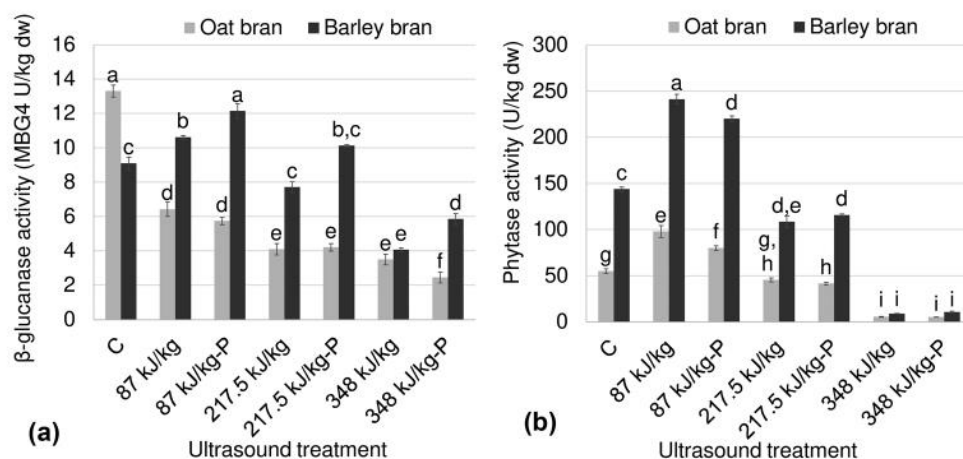 Oat bran Barley bran
β-glucanase activity (MBG4 U/kg dw)
16
14
12
10
8
6
4
2
0
a
c
d
b
d
a
e
c
e
b,c
e
e
f
d
C
87 kJ/kg
87 kJ/kg-P
217.5 kJ/kg
217.5 kJ/kg-P
348 kJ/kg
348 kJ/kg-P
(a)
Ultrasound treatment
Oat bran Barley bran
Phytase activity (U/kg dw)
300
250
200
150
100
50
0
g
c
e
a
f
d
g,
h
d,e
h
d
i
i
i
i
C
87 kJ/kg
87 kJ/kg-P
217.5 kJ/kg
217.5 kJ/kg-P
348 kJ/kg
348 kJ/kg-P
(b)
Ultrasound treatment